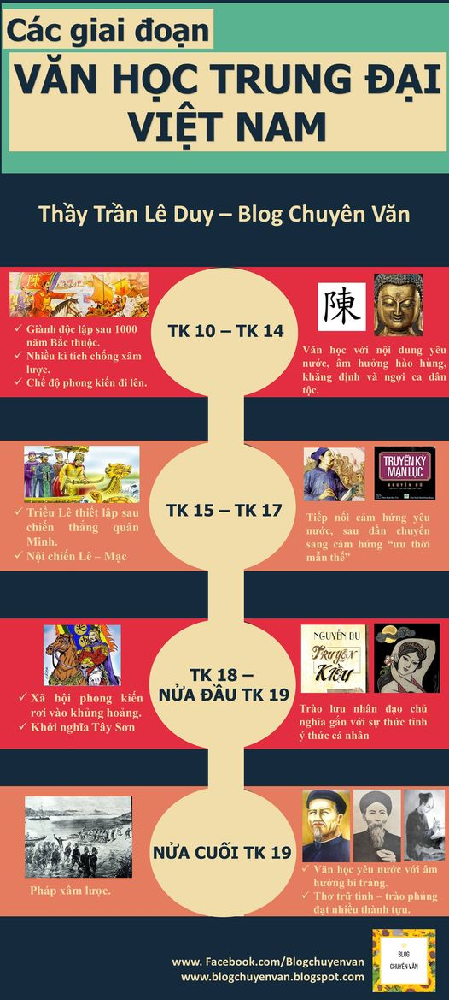 Các giai đoạn
VĂN HỌC TRUNG ĐẠI
VIỆT NAM
Thầy Trần Lê Duy – Blog Chuyên Văn
陳
✓ Giành độc lập sau 1000
năm Bắc thuộc.
✓ Nhiều kì tích chống xâm
lược.
✓ Chế độ phong kiến đi lên.
TK 10 – TK 14
陳
Văn học với nội dung yêu
nước, âm hưởng hào hùng,
khẳng định và ngợi ca dân
tộc.
✓ Triều Lê thiết lập sau
chiến thắng quân
Minh.
✓ Nội chiến Lê – Mạc
TK 15 – TK 17
TRUYỀN KỲ
MẠN LỤC
NGUYỄN DỮ
Tiếp nối cảm hứng yêu
nước, sau dần chuyển
sang cảm hứng “ưu thời
mẫn thế”
✓ Xã hội phong kiến
rơi vào khủng hoảng.
✓ Khởi nghĩa Tây Sơn
TK 18 –
NỬA ĐẦU TK 19
NGUYỄN DU
TRUYỆN
KIỀU
Trào lưu nhân đạo chủ
nghĩa gắn với sự thức tỉnh
ý thức cá nhân
Pháp xâm lược.
NỬA CUỐI TK 19
✓ Văn học yêu nước với âm
hưởng bi tráng.
✓ Thơ trữ tình – trào phúng
đạt nhiều thành tựu.
www. Facebook.com/Blogchuyenvan
www.blogchuyenvan.blogspot.com
BLOG
CHUYÊN VĂN